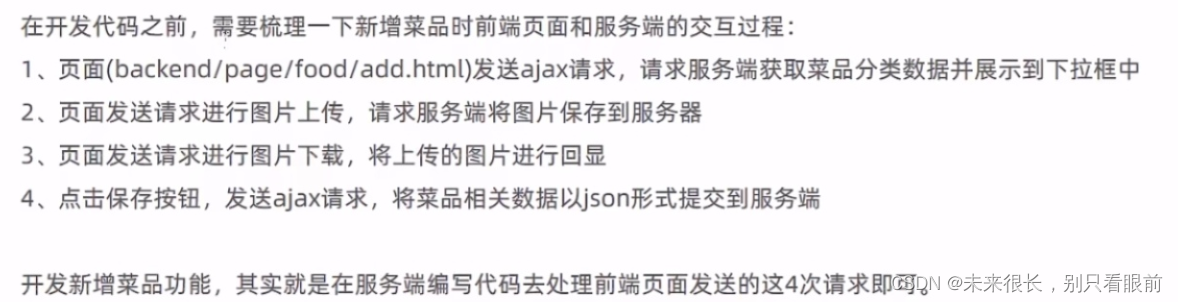 在开发代码之前，需要梳理一下新增菜品时前端页面和服务端的交互过程：
1、页面(backend/page/food/add.html)发送ajax请求，请求服务端获取菜品分类数据并展示到下拉框中
2、页面发送请求进行图片上传，请求服务端将图片保存到服务器
3、页面发送请求进行图片下载，将上传的图片进行回显
4、点击保存按钮，发送ajax请求，将菜品相关数据以json形式提交到服务端
开发新增菜品功能，其实就是在服务端编写代码去处理前端页面发送的这4次请求即可。
CSDN @未来很长，别只看眼前